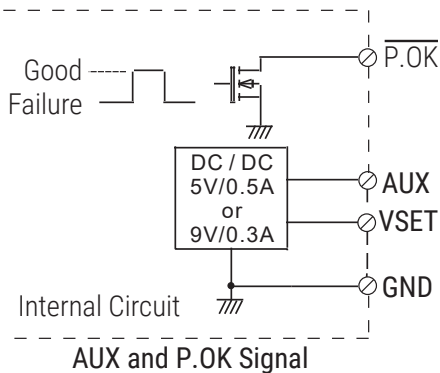 P.OK
Good
Failure
DC / DC
5V/0.5A
or
9V/0.3A
AUX
VSET
GND
Internal Circuit
AUX and P.OK Signal